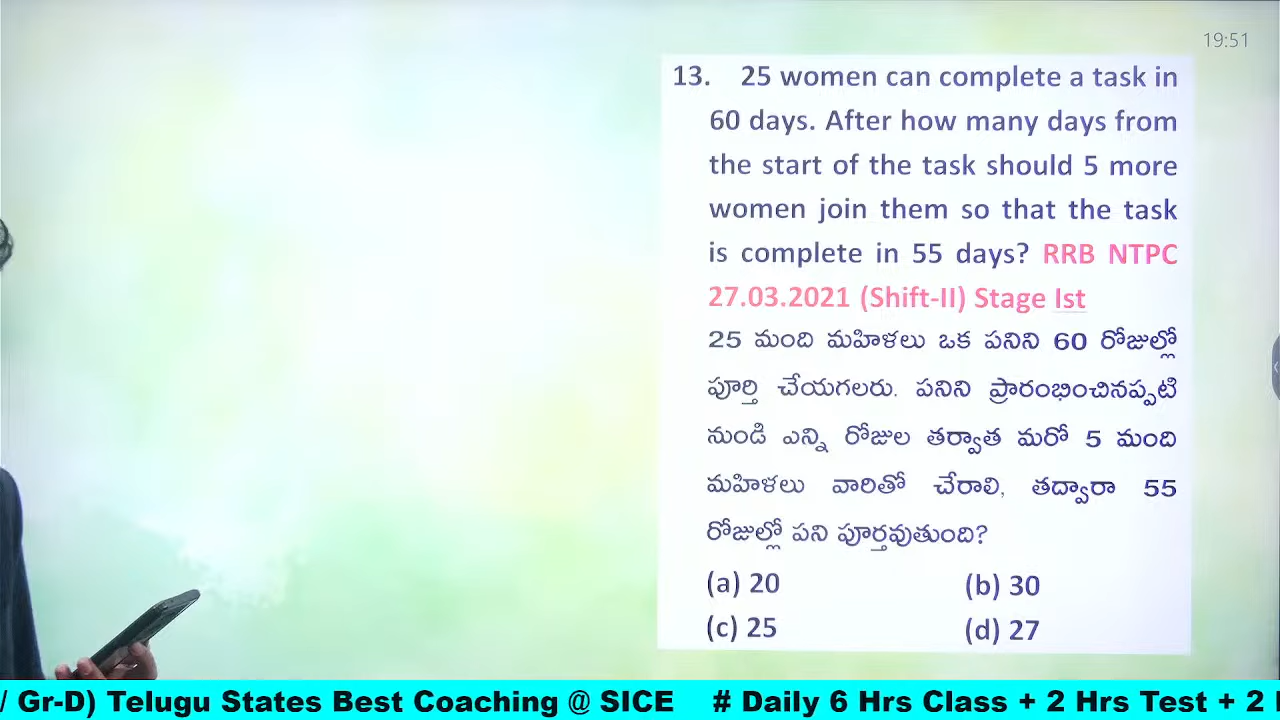 19:51
13. 25 women can complete a task in
60 days. After how many days from
the start of the task should 5 more
women join them so that the task
is complete in 55 days? RRB NTPC
27.03.2021 (Shift-II) Stage Ist
25 మంది మహిళలు ఒక పనిని 60 రోజుల్లో
పూర్తి చేయగలరు. పనిని ప్రారంభించినప్పటి
నుండి ఎన్ని రోజుల తర్వాత మరో 5 మంది
మహిళలు వారితో చేరాలి, తద్వారా 55
రోజుల్లో పని పూర్తవుతుంది?
(a) 20 (b) 30
(c) 25 (d) 27
/ Gr-D) Telugu States Best Coaching @ SICE # Daily 6 Hrs Class + 2 Hrs Test + 2